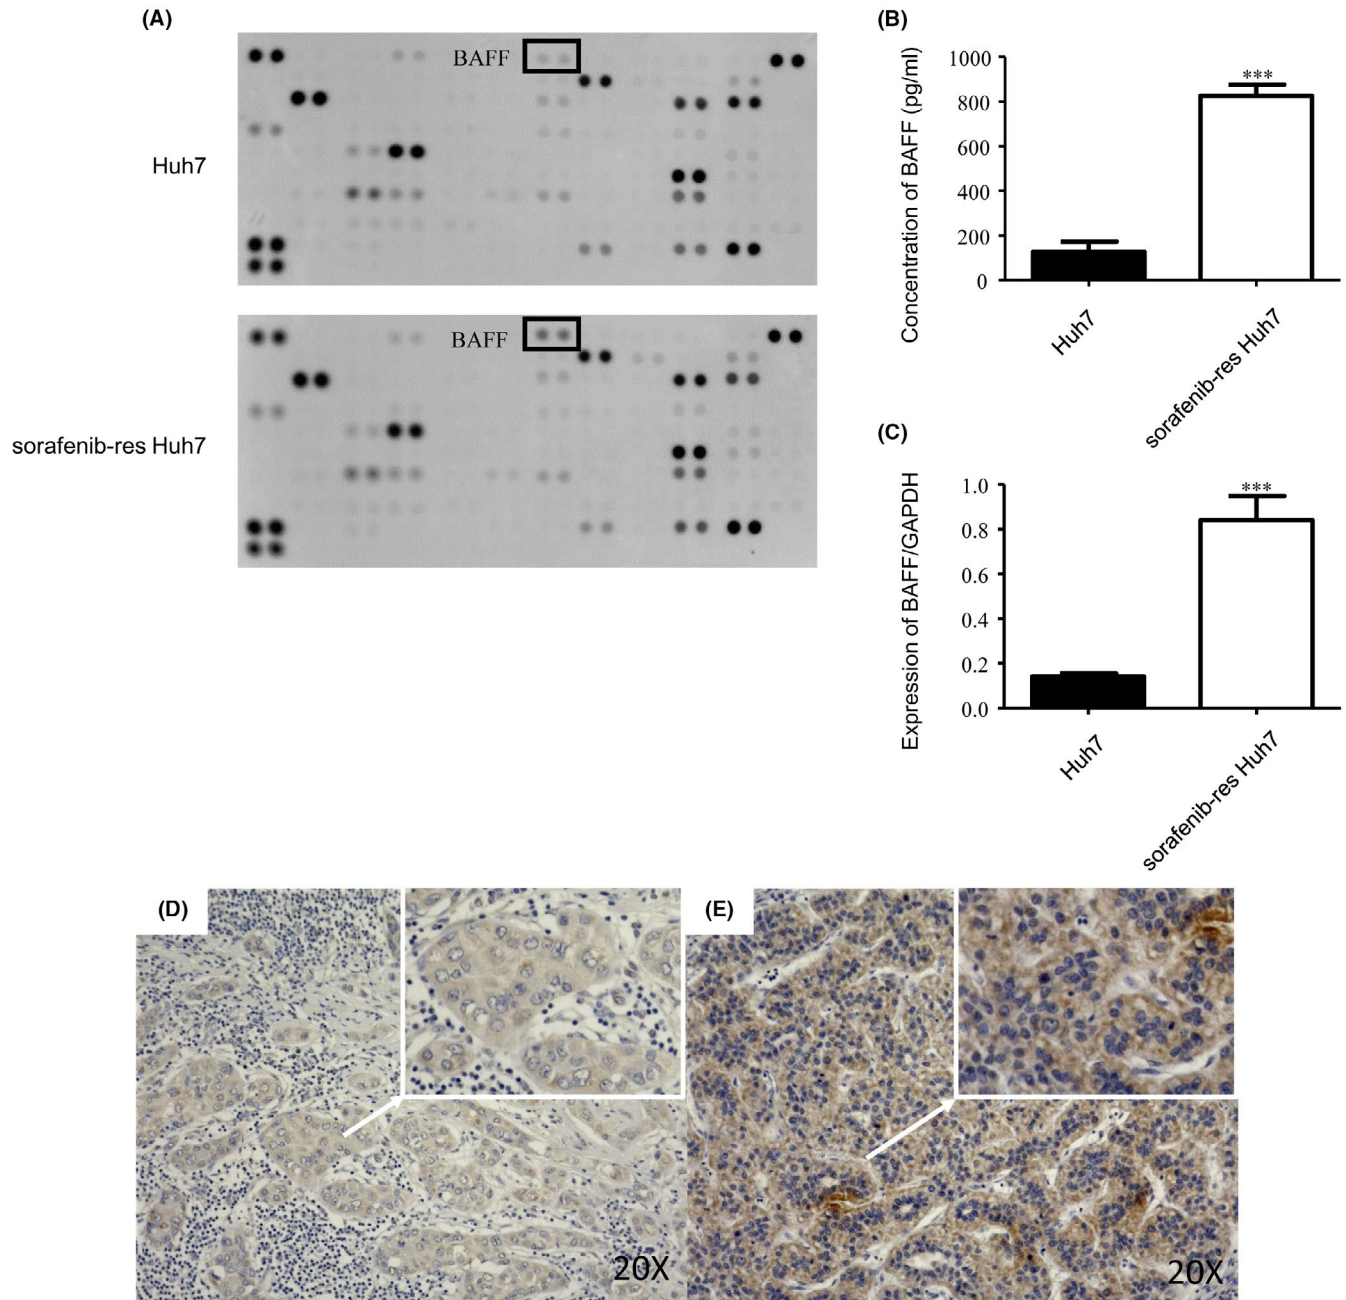 (A)
BAFF
Huh7
BAFF
sorafenib-res Huh7
(B)
Concentration of BAFF (pg/ml)
1000
800
600
400
200
0
***
Huh7
sorafenib-res Huh7
(C)
Expression of BAFF/GAPDH
1.0
0.8
0.6
0.4
0.2
0.0
***
Huh7
sorafenib-res Huh7
(D)
20X
(E)
20X